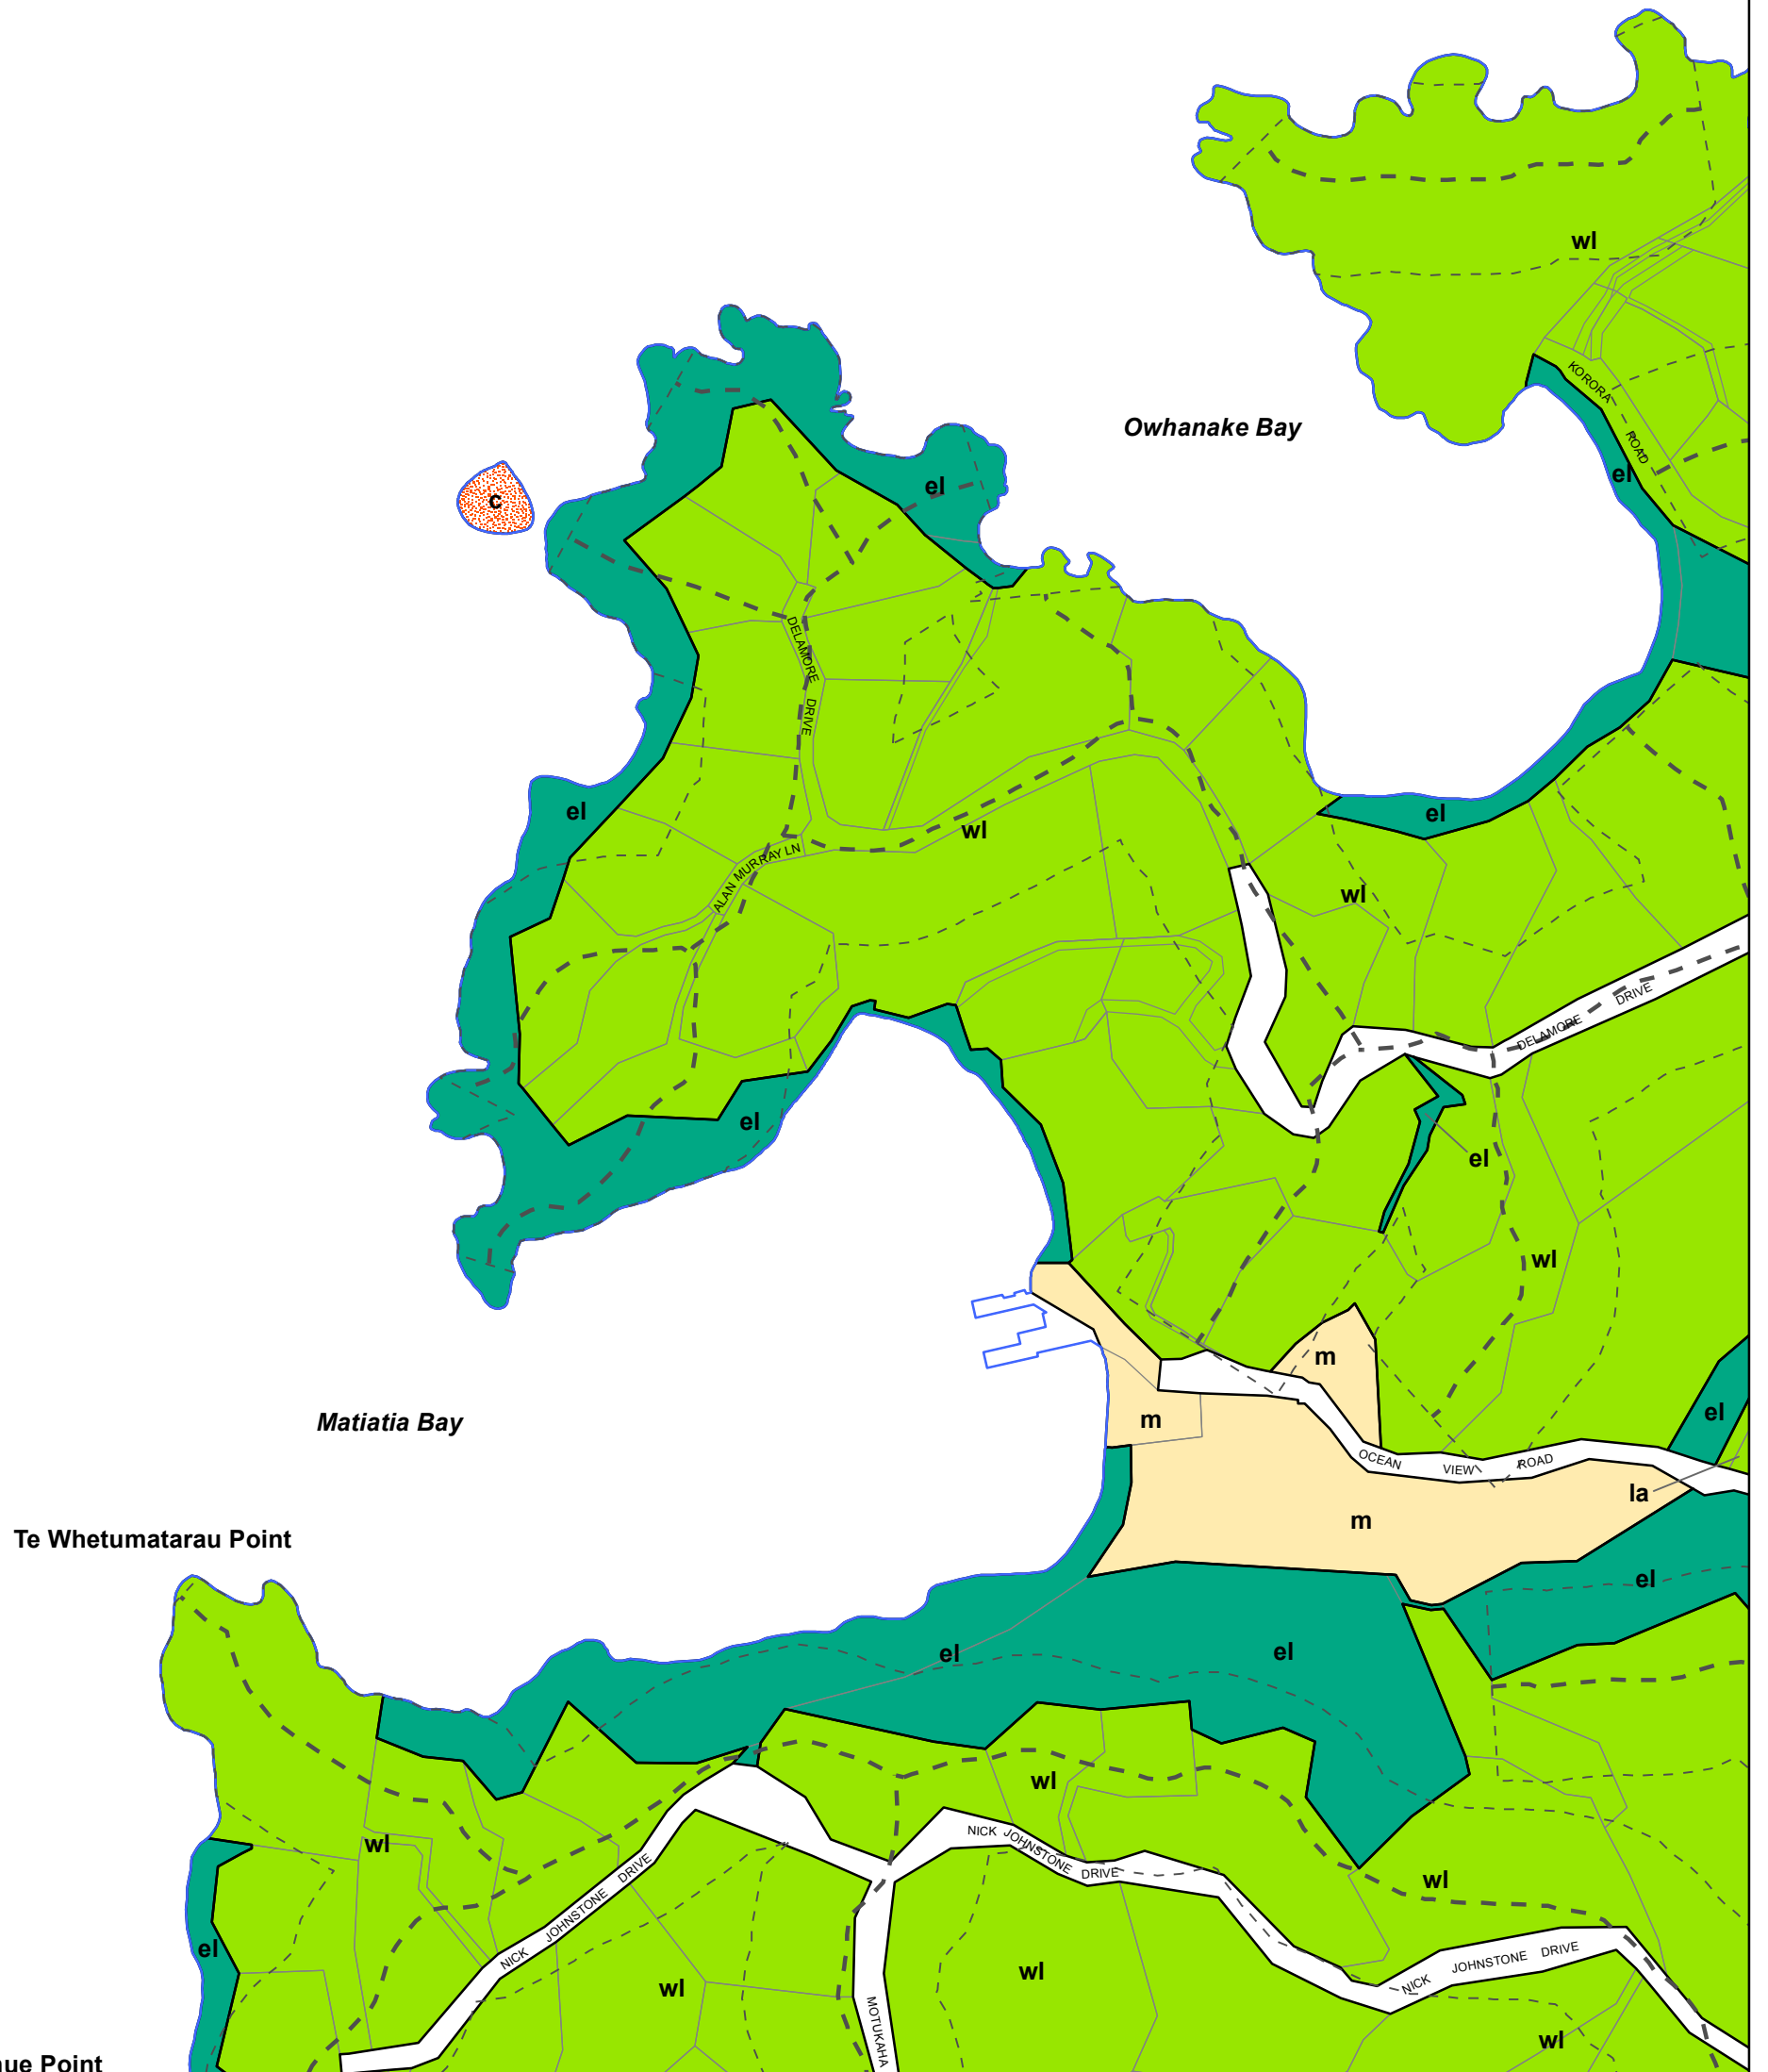 wl
KORORA
ROAD
Owhanake Bay
el
el
c
DELAMORE
DRIVE
el
el
wl
ALAN MURRAY LN
wl
DRIVE
DELAMORE
el
el
wl
m
el
m
Matiatia Bay
OCEAN VIEW ROAD
la
m
Te Whetumatarau Point
el
el
el
wl
NICK JOHNSTONE DRIVE
wl
wl
NICK JOHNSTONE DRIVE
el
NICK JOHNSTONE DRIVE
wl
wl
MOTUKAHA
wl
Point